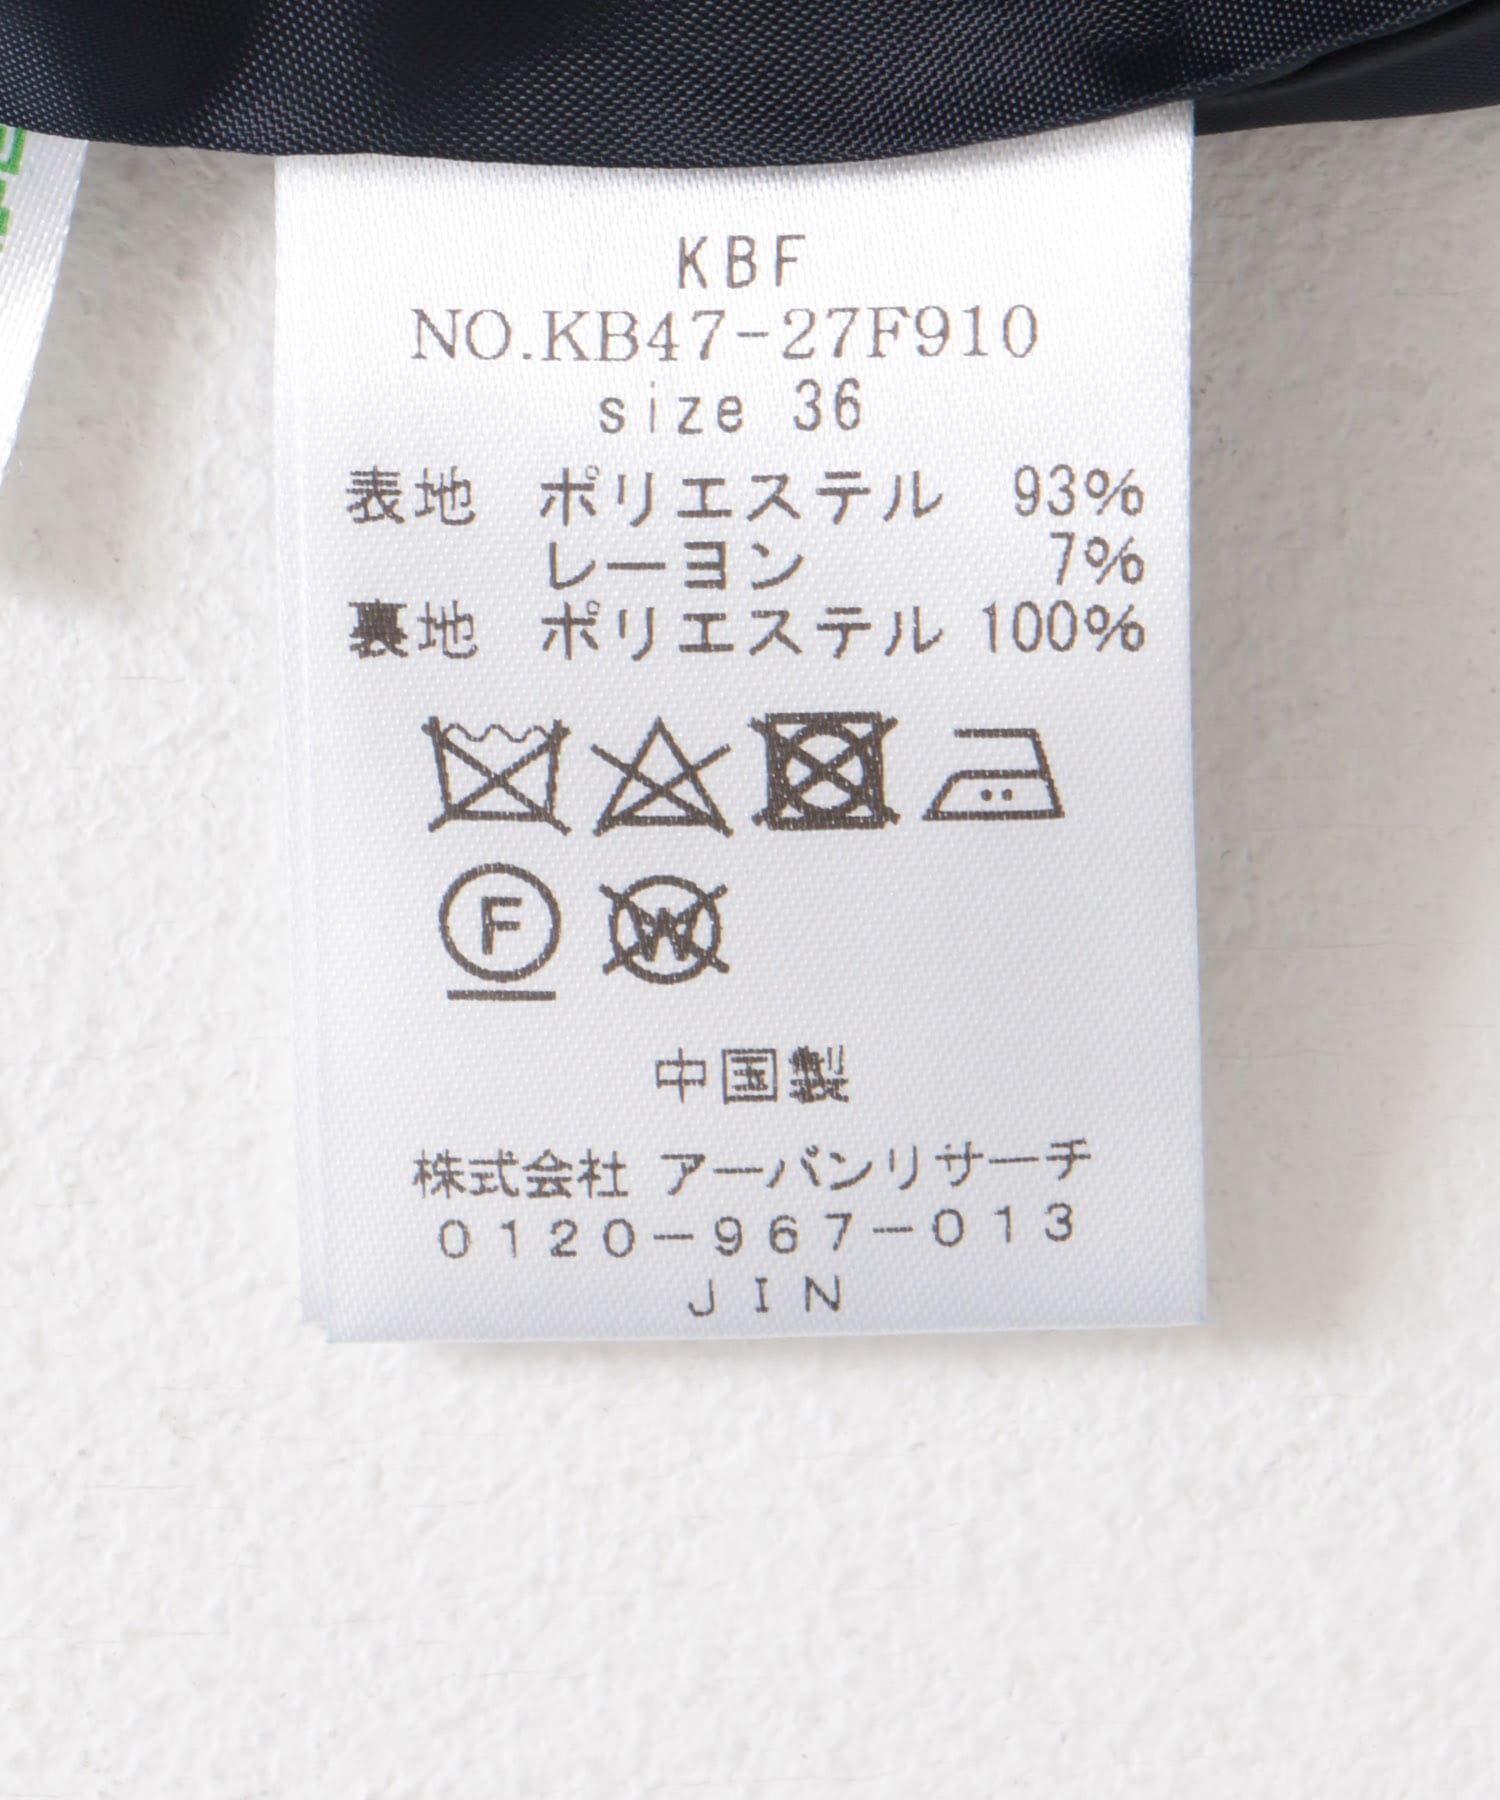 KBF
NO.KB47-27F910
size 36
表地 ポリエステル 93%
レーヨン 7%
裏地 ポリエステル 100%
F W
中国製
株式会社 アーバンリサーチ
0120-967-013
JIN